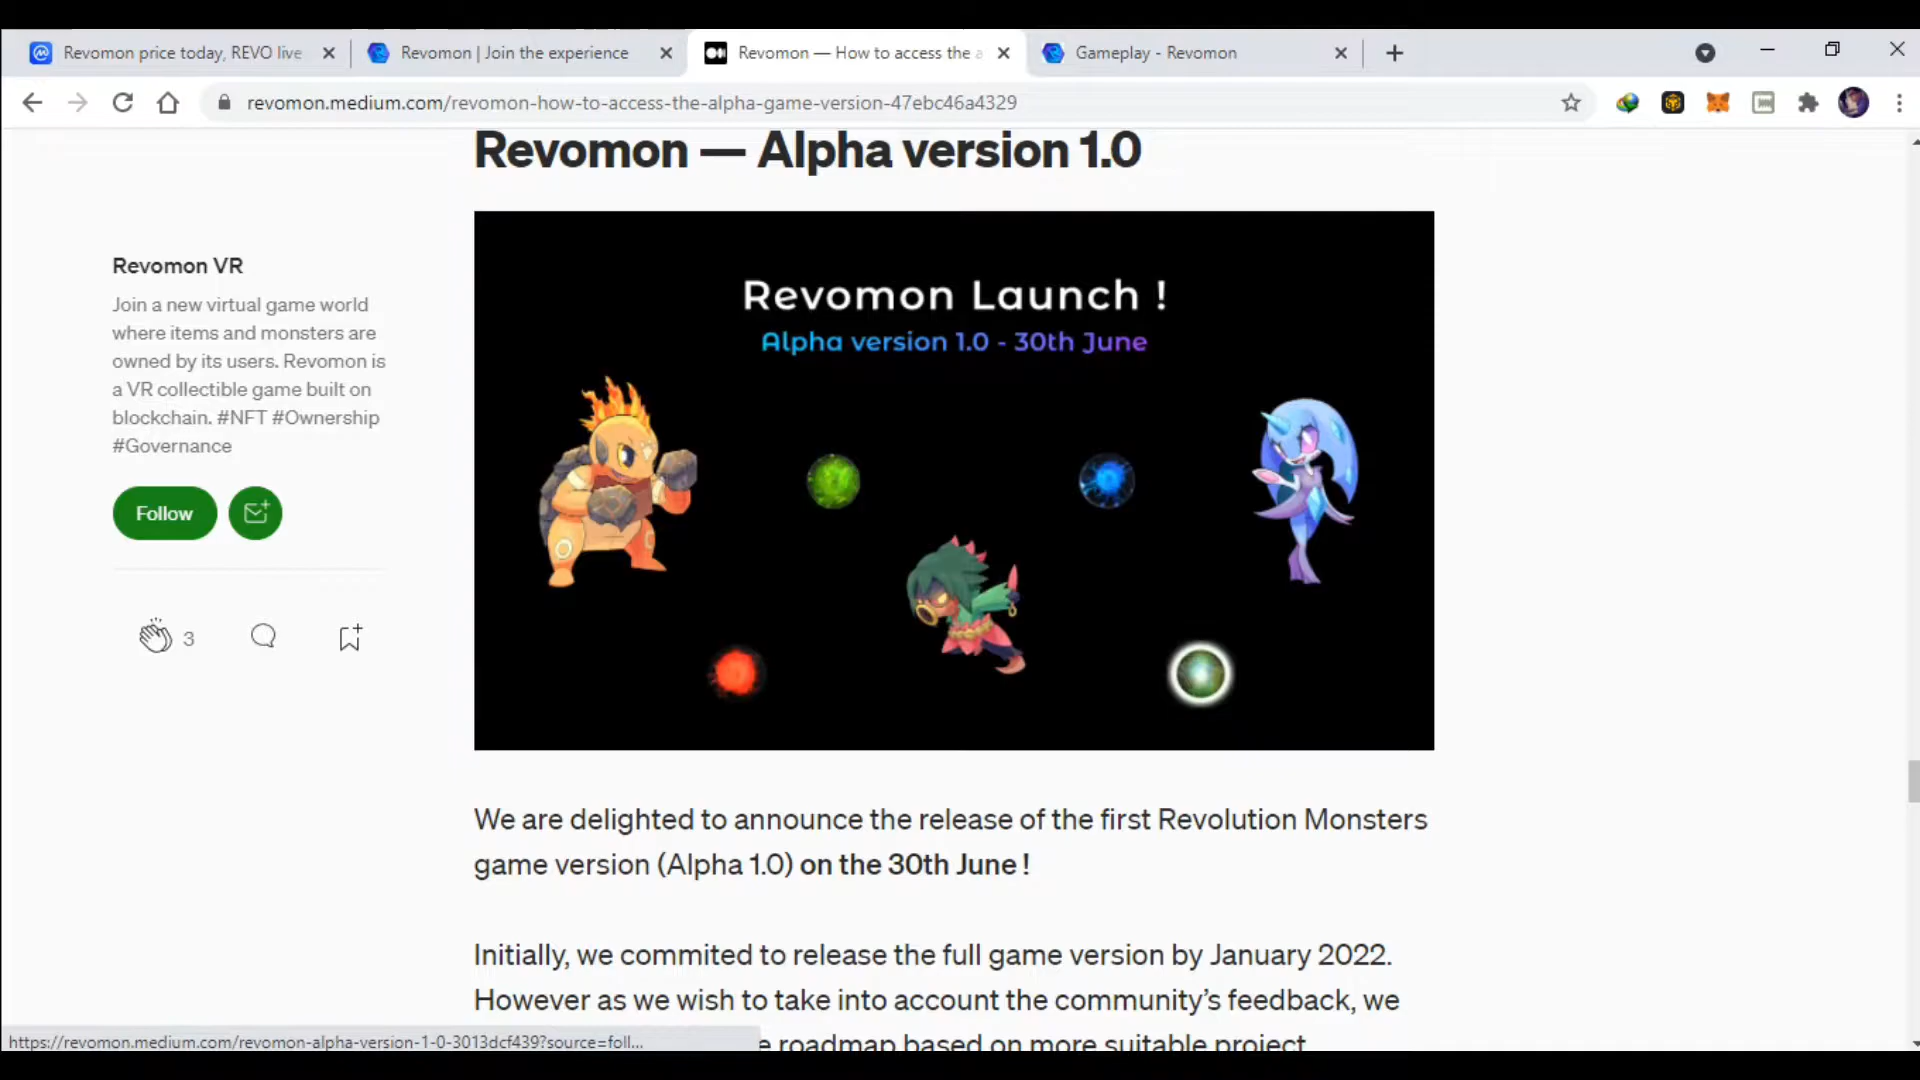 Revomon price today, REVO live
Revomon | Join the experience
Revomon — How to access the a
Gameplay - Revomon
revomon.medium.com/revomon-how-to-access-the-alpha-game-version-47ebc46a4329
Revomon — Alpha version 1.0
Revomon Launch !
Alpha version 1.0 - 30th June
Revomon VR
Join a new virtual game world
where items and monsters are
owned by its users. Revomon is
a VR collectible game built on
blockchain. #NFT #Ownership
#Governance
Follow
3
We are delighted to announce the release of the first Revolution Monsters
game version (Alpha 1.0) on the 30th June !
Initially, we commited to release the full game version by January 2022.
However as we wish to take into account the community's feedback, we
e roadmap based on more suitable project
https://revomon.medium.com/revomon-alpha-version-1-0-3013dcf439?source=foll...